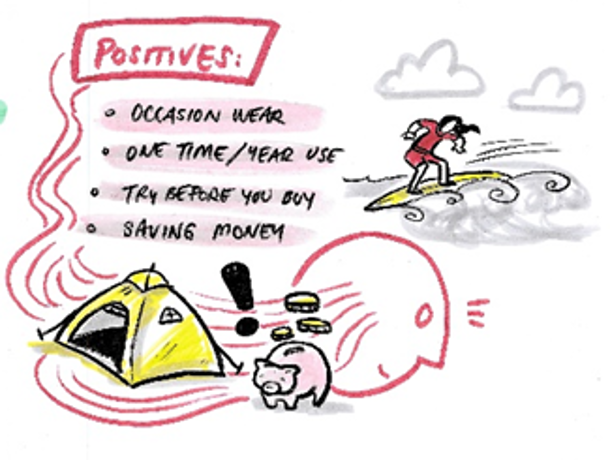 POSITIVES:
OCCASION WEAR
ONE TIME/YEAR USE
TRY BEFORE YOU BUY
SAVING MONEY
!